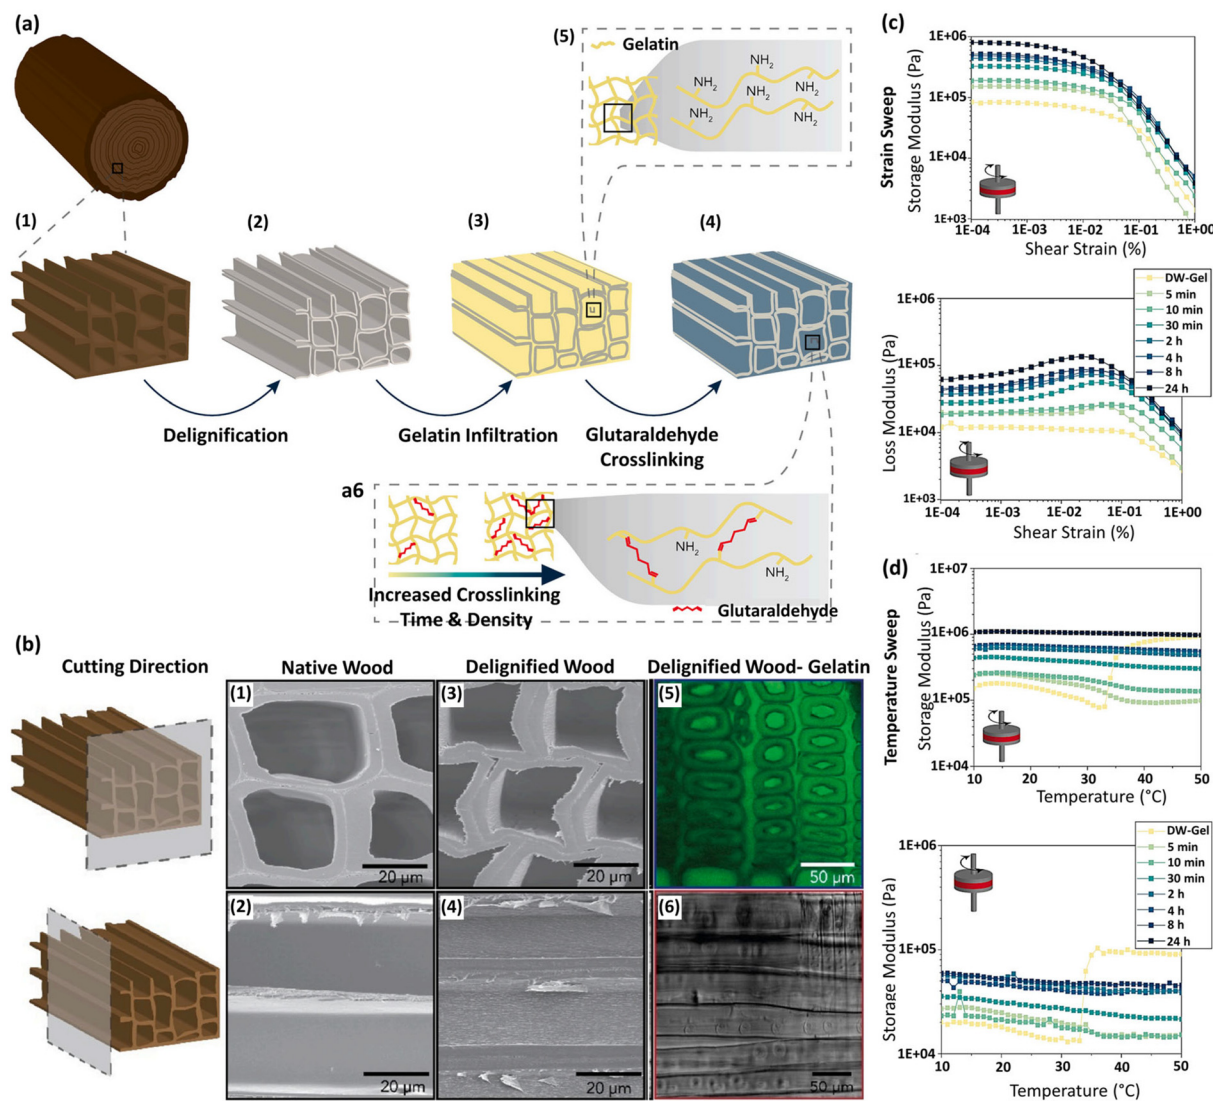 (a)
(5)
Gelatin
NH2
NH2
NH2
NH2
NH2
NH2
NH2
(1)
(2)
(3)
(4)
u
Delignification
Gelatin Infiltration
Glutaraldehyde
Crosslinking
a6
NH2
NH2
Increased Crosslinking
Time & Density
Glutaraldehyde
(b)
Cutting Direction
Native Wood
Delignified Wood
Delignified Wood- Gelatin
(1)
20 µm
(3)
20 µm
(5)
50 µm
(2)
20 µm
(4)
20 µm
(6)
50 µm
(c)
Strain Sweep
Storage Modulus (Pa)
1E+06
1E+05
1E+04
1E+03
1E-04
1E-03
1E-02
1E-01
1E+00
Shear Strain (%)
DW-Gel
5 min
10 min
30 min
2 h
4 h
8 h
24 h
Loss Modulus (Pa)
1E+06
1E+05
1E+04
1E+03
1E-04
1E-03
1E-02
1E-01
1E+00
Shear Strain (%)
(d)
Temperature Sweep
Storage Modulus (Pa)
1E+07
1E+06
1E+05
1E+04
10
20
30
40
50
Temperature (°C)
DW-Gel
5 min
10 min
30 min
2 h
4 h
8 h
24 h
Storage Modulus (Pa)
1E+06
1E+05
1E+04
10
20
30
40
50
Temperature (°C)